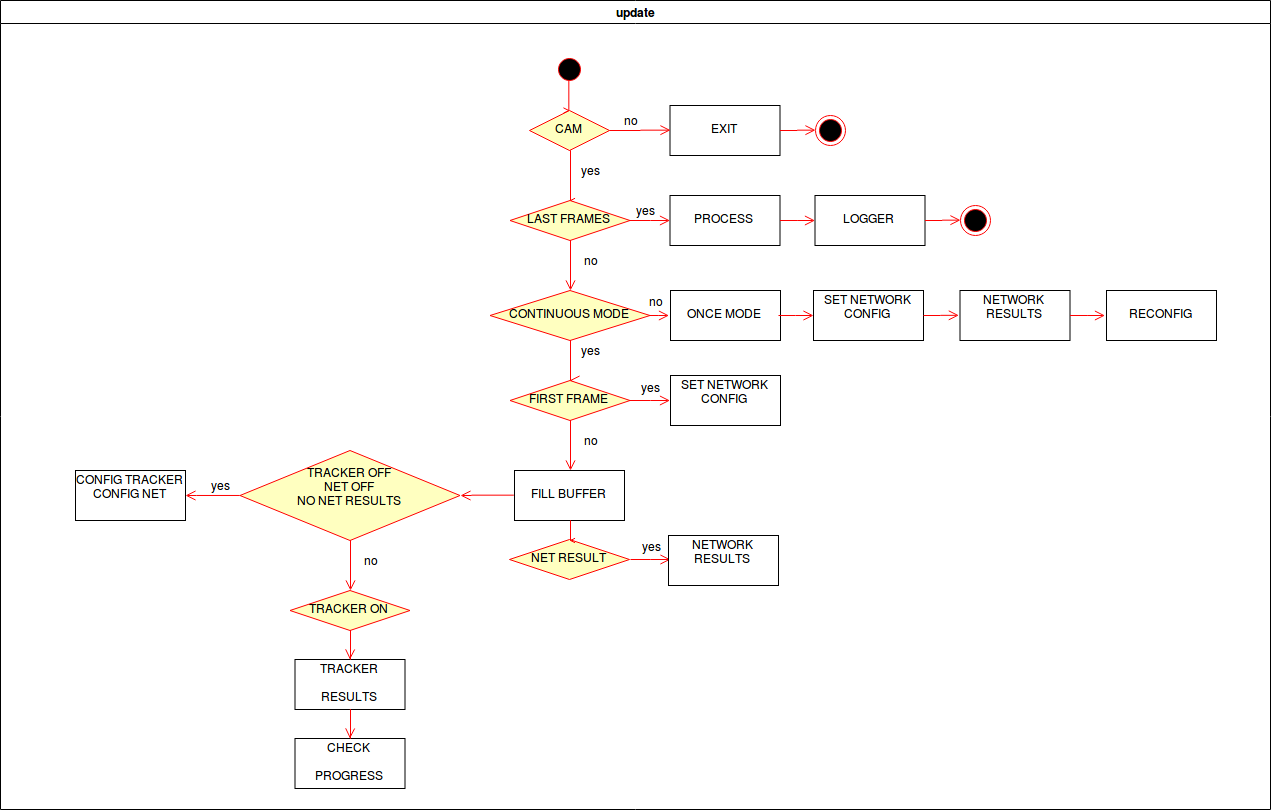 update
CAM
no
EXIT
yes
LAST FRAMES
yes
PROCESS
LOGGER
no
CONTINUOUS MODE
no
ONCE MODE
SET NETWORK
CONFIG
NETWORK
RESULTS
RECONFIG
yes
FIRST FRAME
yes
SET NETWORK
CONFIG
no
FILL BUFFER
TRACKER OFF
NET OFF
NO NET RESULTS
yes
CONFIG TRACKER
CONFIG NET
NET RESULT
yes
NETWORK
RESULTS
no
TRACKER ON
TRACKER
RESULTS
CHECK
PROGRESS